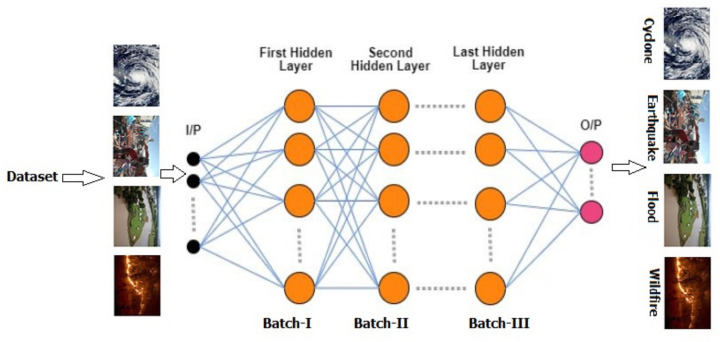 Dataset
I/P
First Hidden
Layer
Second
Hidden Layer
Last Hidden
Layer
O/P
Batch-I
Batch-II
Batch-III
Cyclone
Earthquake
Flood
Wildfire